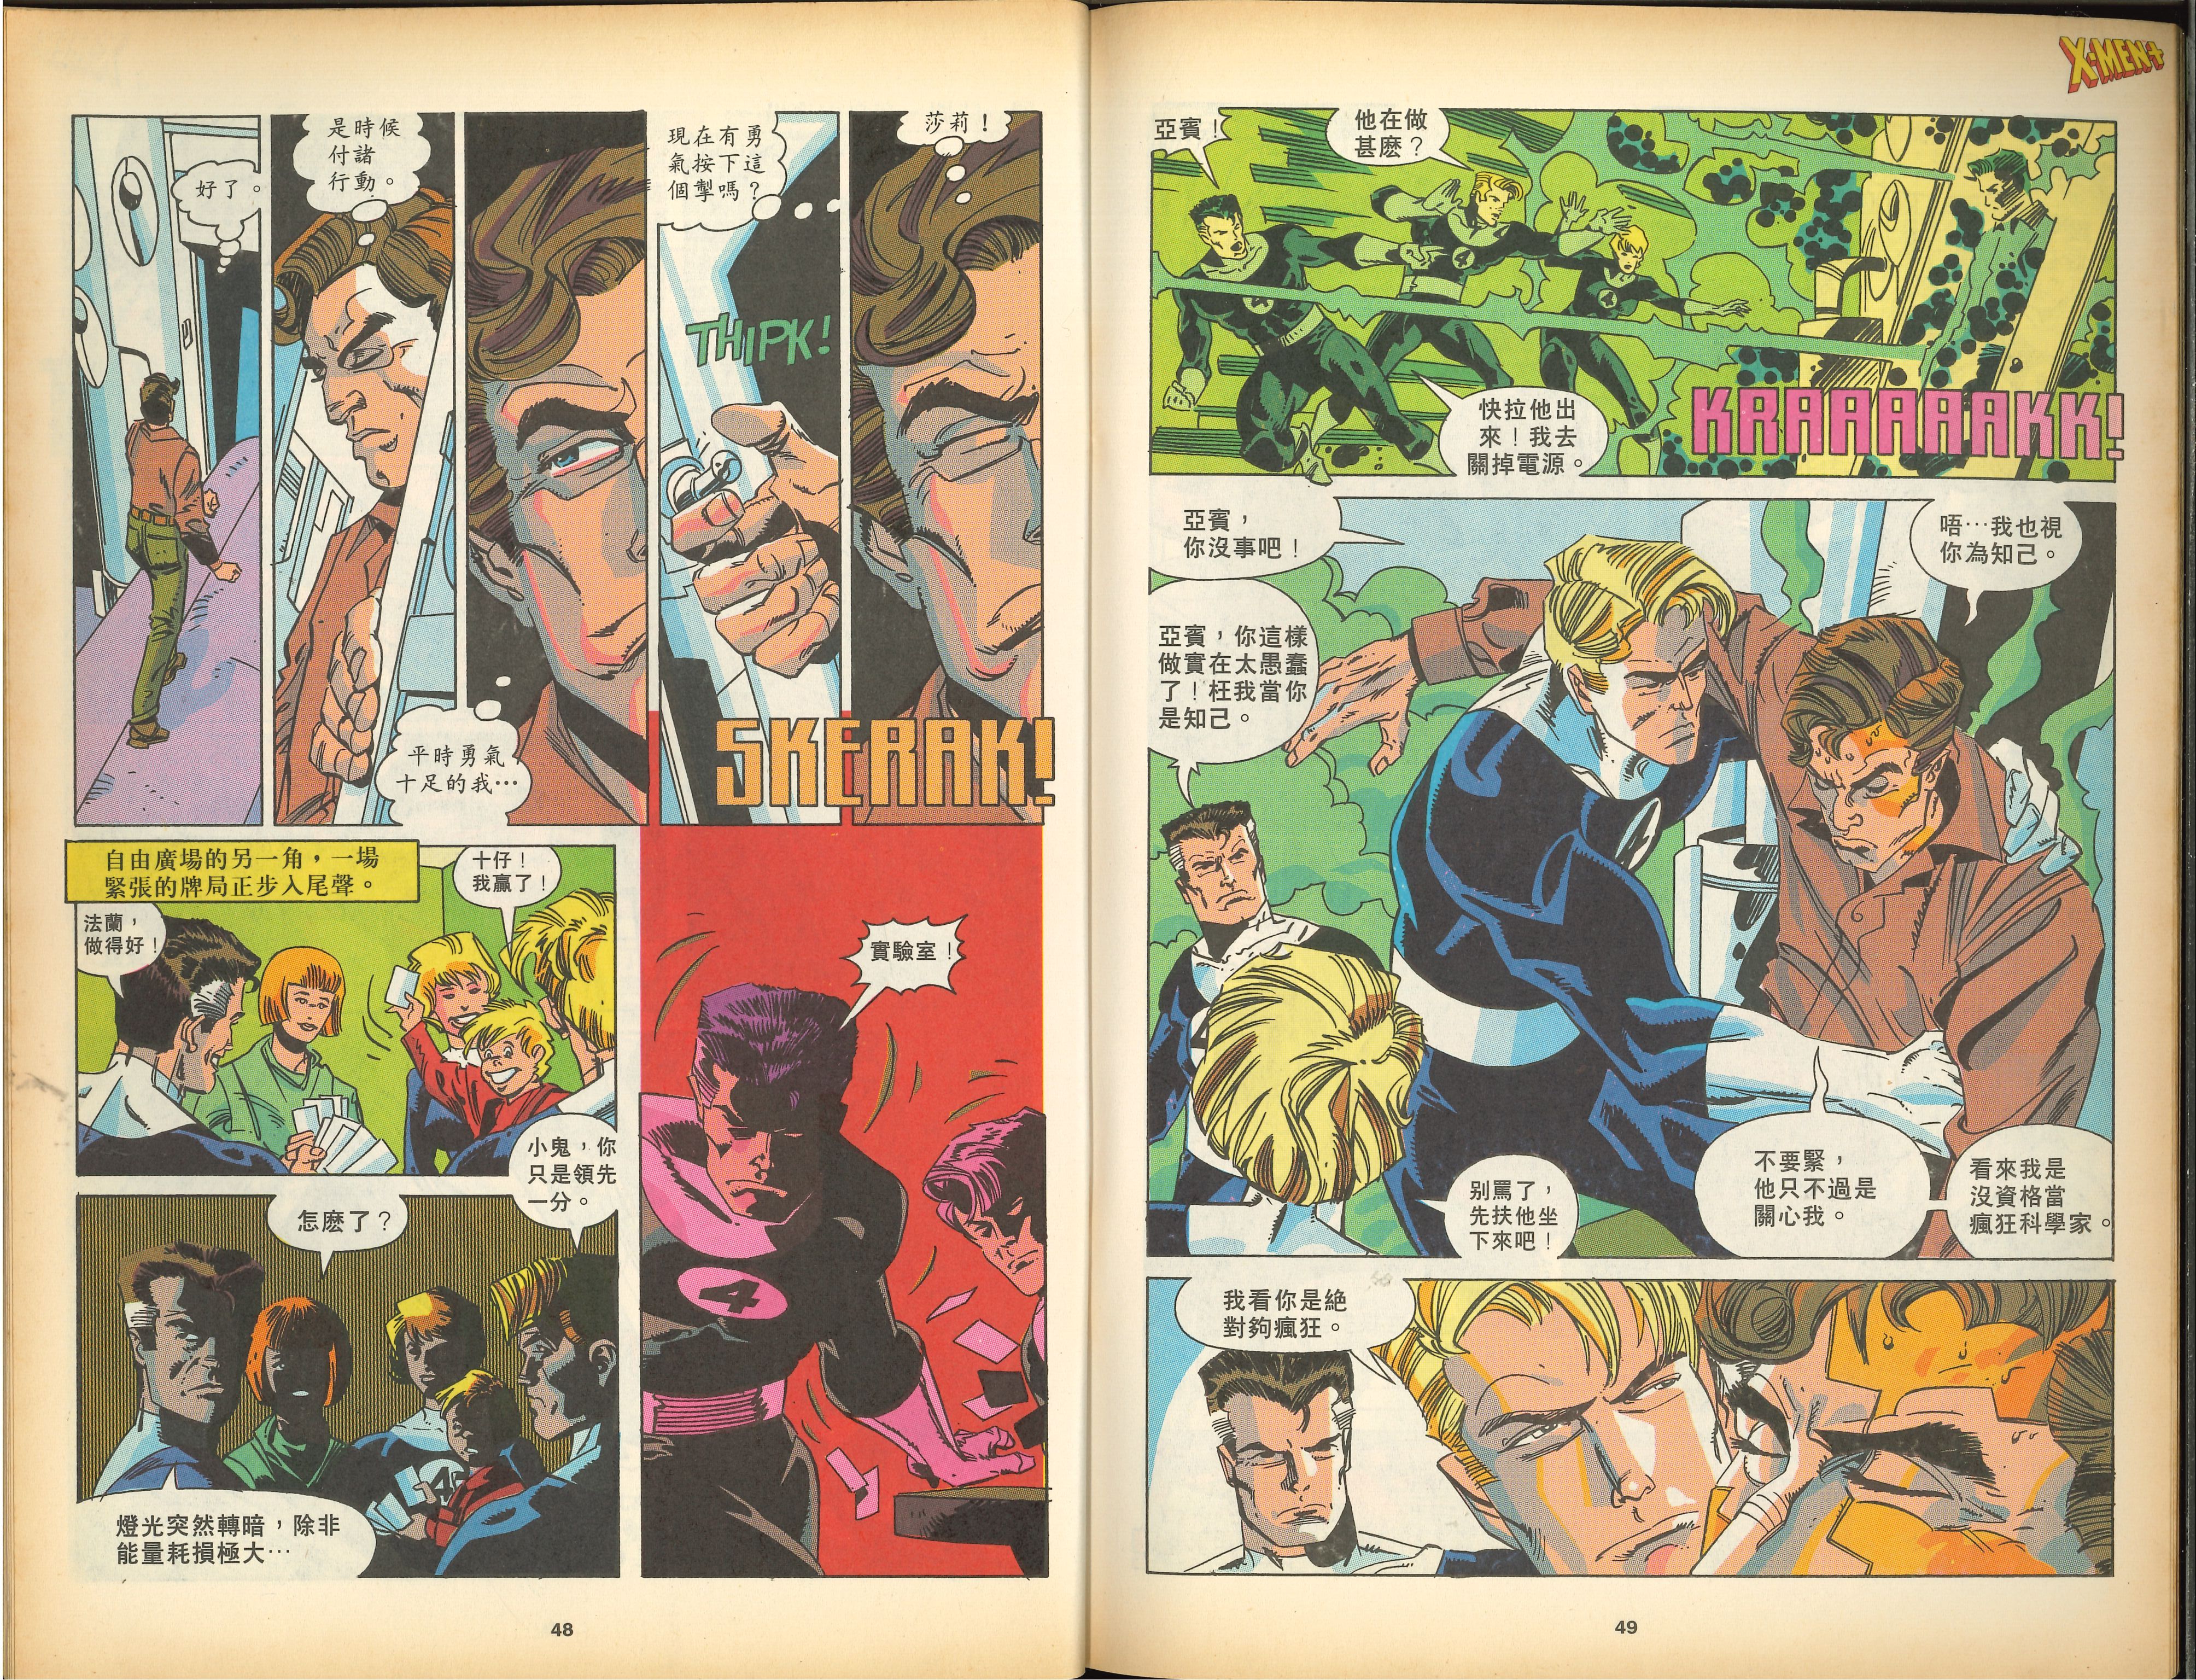 好了。
是時候
付諸
行動。
平時勇氣
十足的我⋯
現在有勇
氣按下這
個掣嗎？
THIPK!
莎莉！
SKERAK!
自由廣場的另一角，一場
緊張的牌局正步入尾聲。
法蘭，
做得好！
十仔！
我贏了！
小鬼，你
只是領先
一分。
怎麽了？
4
燈光突然轉暗，除非
能量耗損極大⋯
實驗室！
4
48
X-MEN+
亞賓！
他在做
甚麽？
4
4
4
快拉他出
來！我去
關掉電源。
KRAAAAAAKK!
亞賓，
你沒事吧！
唔⋯我也視
你為知己。
亞賓，你這樣
做實在太愚蠢
了！枉我當你
是知己。
别罵了，
先扶他坐
下來吧！
不要緊，
他只不過是
關心我。
看來我是
沒資格當
瘋狂科學家。
我看你是絕
對夠瘋狂。
49